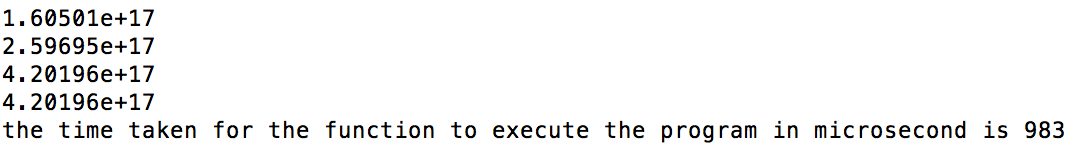 1.60501e+17
2.59695e+17
4.20196e+17
4.20196e+17
the time taken for the function to execute the program in microsecond is 983